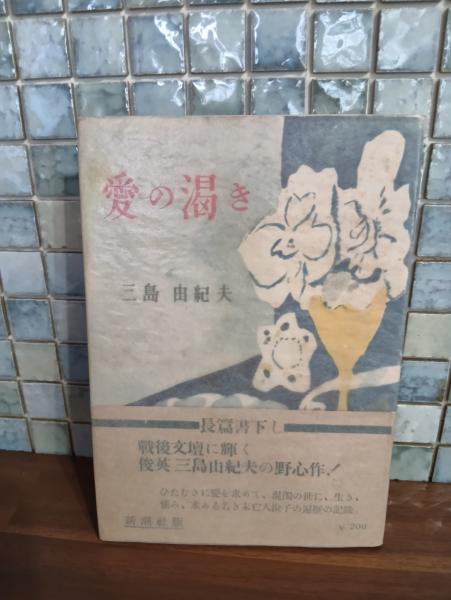 愛の渇き
三島 由紀夫
長篇書下し
戰後文壇に輝く
俊英三島由紀夫の野心作！
ひたむきに愛を求めて、混濁の世に、生き、
悩み、求める若き未亡人悦子の遍歴の記録。
新潮社版
¥ 200